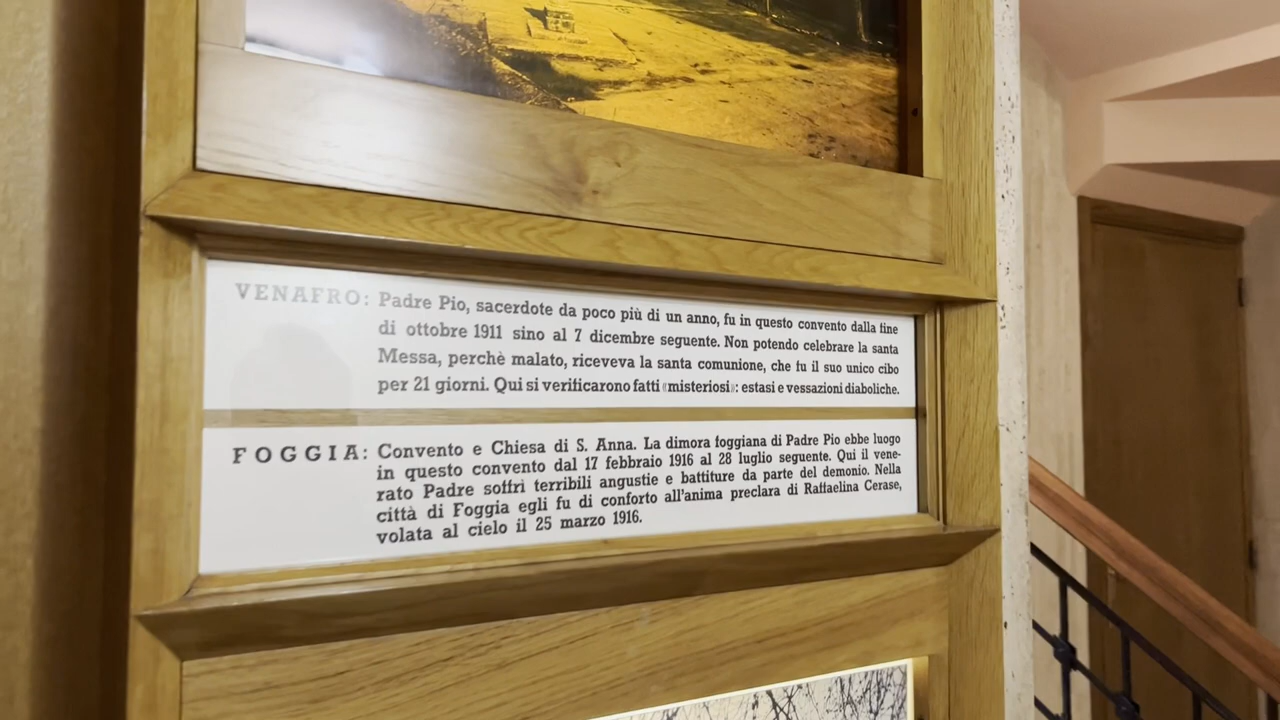 VENAFRO: Padre Pio, sacerdote da poco più di un anno, fu in questo convento dalla fine
di ottobre 1911 sino al 7 dicembre seguente. Non potendo celebrare la santa
Messa, perchè malato, riceveva la santa comunione, che fu il suo unico cibo
per 21 giorni. Qui si verificarono fatti «misteriosi»: estasi e vessazioni diaboliche.
FOGGIA: Convento e Chiesa di S. Anna. La dimora foggiana di Padre Pio ebbe luogo
in questo convento dal 17 febbraio 1916 al 28 luglio seguente. Qui il vene-
rato Padre soffrì terribili angustie e battiture da parte del demonio. Nella
città di Foggia egli fu di conforto all'anima preclara di Raffaelina Cerase,
volata al cielo il 25 marzo 1916.